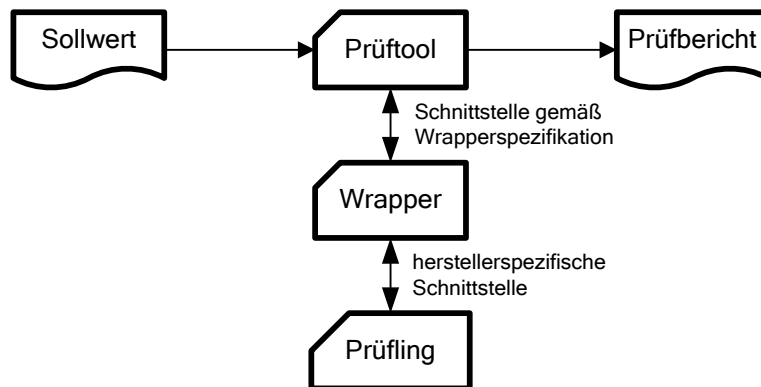 Sollwert
Prüftool
Prüfbericht
Schnittstelle gemäß
Wrapperspezifikation
Wrapper
herstellerspezifische
Schnittstelle
Prüfling